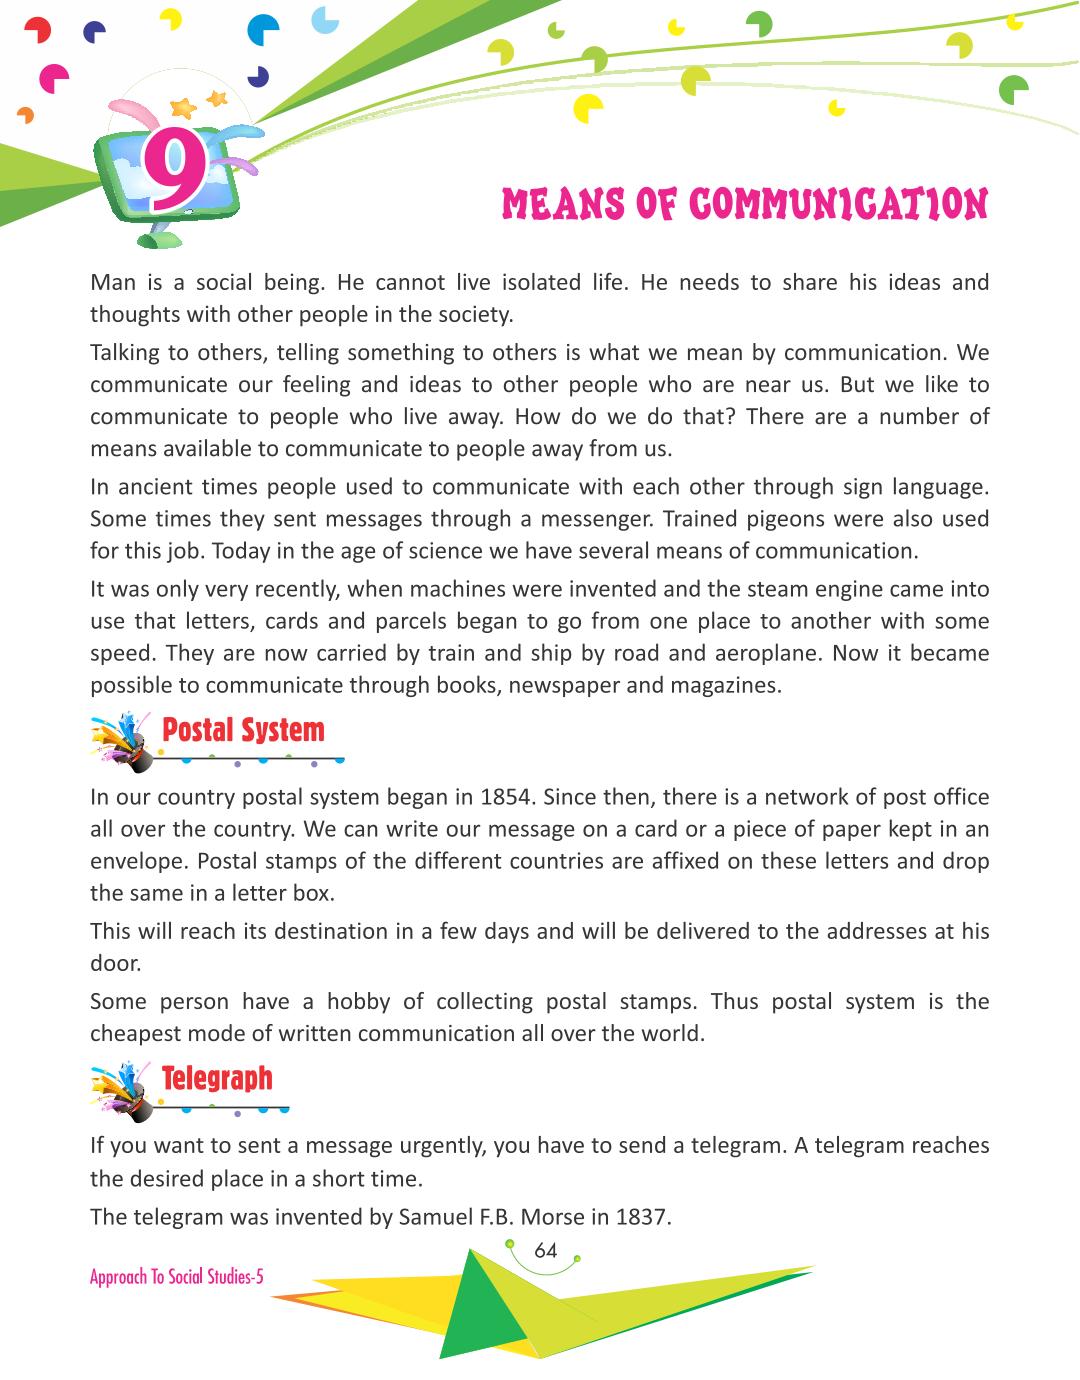 9
MEANS OF COMMUNICATION
Man is a social being. He cannot live isolated life. He needs to share his ideas and
thoughts with other people in the society.
Talking to others, telling something to others is what we mean by communication. We
communicate our feeling and ideas to other people who are near us. But we like to
communicate to people who live away. How do we do that? There are a number of
means available to communicate to people away from us.
In ancient times people used to communicate with each other through sign language.
Some times they sent messages through a messenger. Trained pigeons were also used
for this job. Today in the age of science we have several means of communication.
It was only very recently, when machines were invented and the steam engine came into
use that letters, cards and parcels began to go from one place to another with some
speed. They are now carried by train and ship by road and aeroplane. Now it became
possible to communicate through books, newspaper and magazines.
Postal System
In our country postal system began in 1854. Since then, there is a network of post office
all over the country. We can write our message on a card or a piece of paper kept in an
envelope. Postal stamps of the different countries are affixed on these letters and drop
the same in a letter box.
This will reach its destination in a few days and will be delivered to the addresses at his
door.
Some person have a hobby of collecting postal stamps. Thus postal system is the
cheapest mode of written communication all over the world.
Telegraph
If you want to sent a message urgently, you have to send a telegram. A telegram reaches
the desired place in a short time.
The telegram was invented by Samuel F.B. Morse in 1837.
64
Approach To Social Studies-5